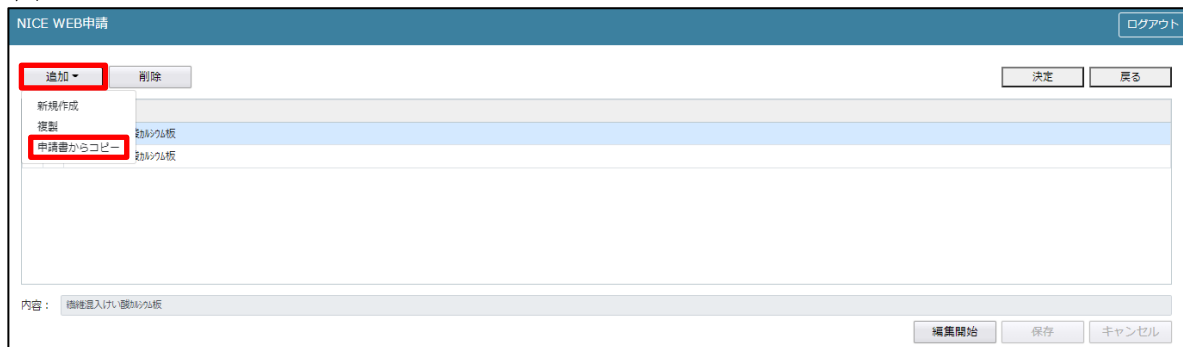 NICE WEB申請
ログアウト
追加 削除 決定 戻る
新規作成
複製
酸カルシウム板
申請書からコピー
酸カルシウム板
内容： 繊維混入けい酸カルシウム板
編集開始 保存 キャンセル